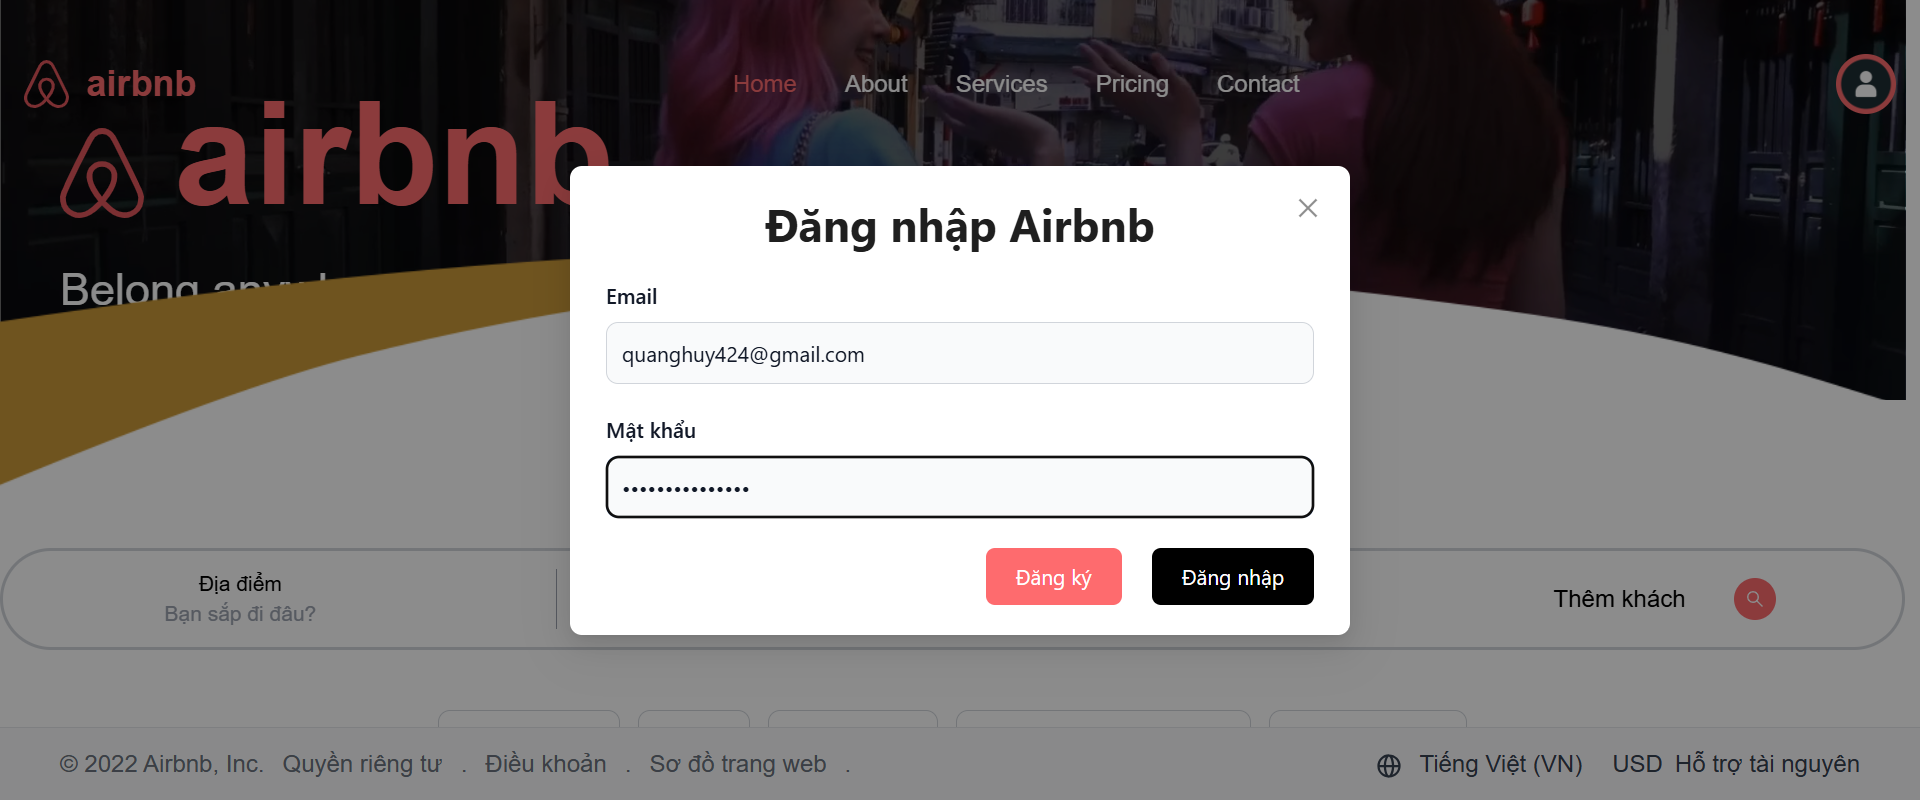 airbnb
Home About Services Pricing Contact
airbnb
Belong
Đăng nhập Airbnb
Email
quanghuy424@gmail.com
Mật khẩu
•••••••••••••••
Đăng ký Đăng nhập
Địa điểm
Bạn sắp đi đâu?
Thêm khách
© 2022 Airbnb, Inc. Quyền riêng tư . Điều khoản . Sơ đồ trang web .
Tiếng Việt (VN) USD Hỗ trợ tài nguyên